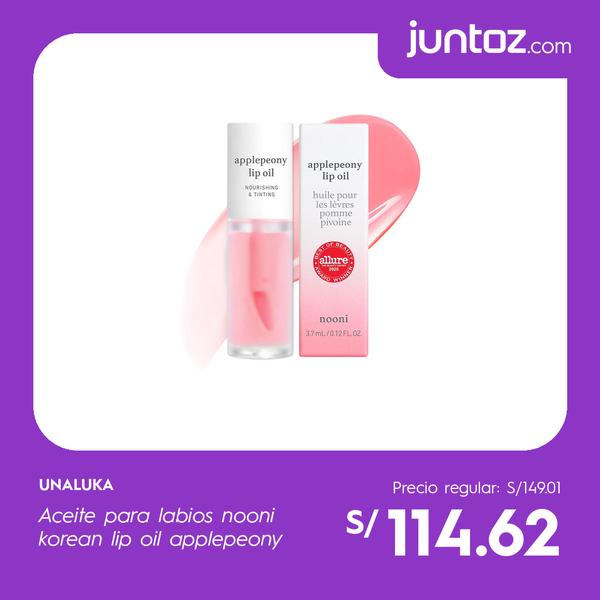 juntoz.com
applepeony
lip oil
NOURISHING
& TINTING
applepeony
lip oil
huile pour
les lèvres
pomme
pivoine
BEST OF BEAUTY
allure
AWARD WINNER
nooni
3.7 mL / 0.12 FL. OZ.
UNALUKA
Aceite para labios nooni
korean lip oil applepeony
Precio regular: S/149.01
S/ 114.62